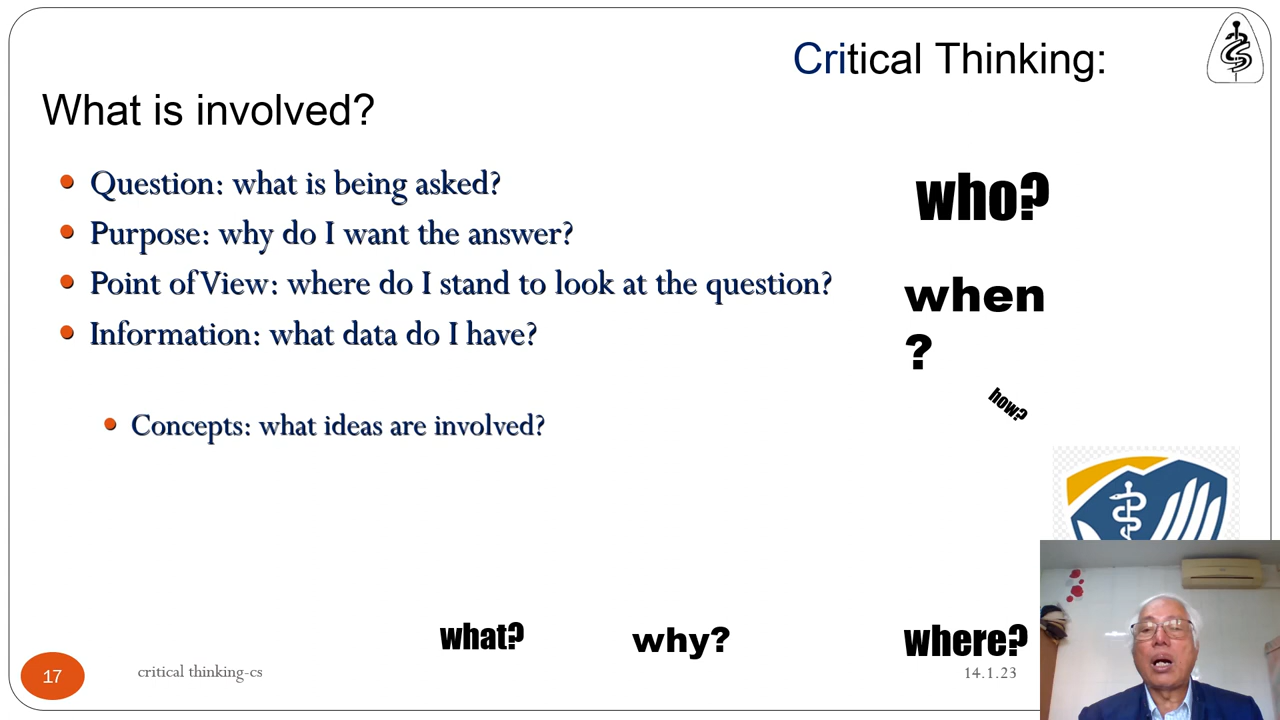 Critical Thinking:
What is involved?
Question: what is being asked?
Purpose: why do I want the answer?
Point of View: where do I stand to look at the question?
Information: what data do I have?
Concepts: what ideas are involved?
who?
when
?
how?
what?
why?
where?
17
critical thinking-cs
14.1.23